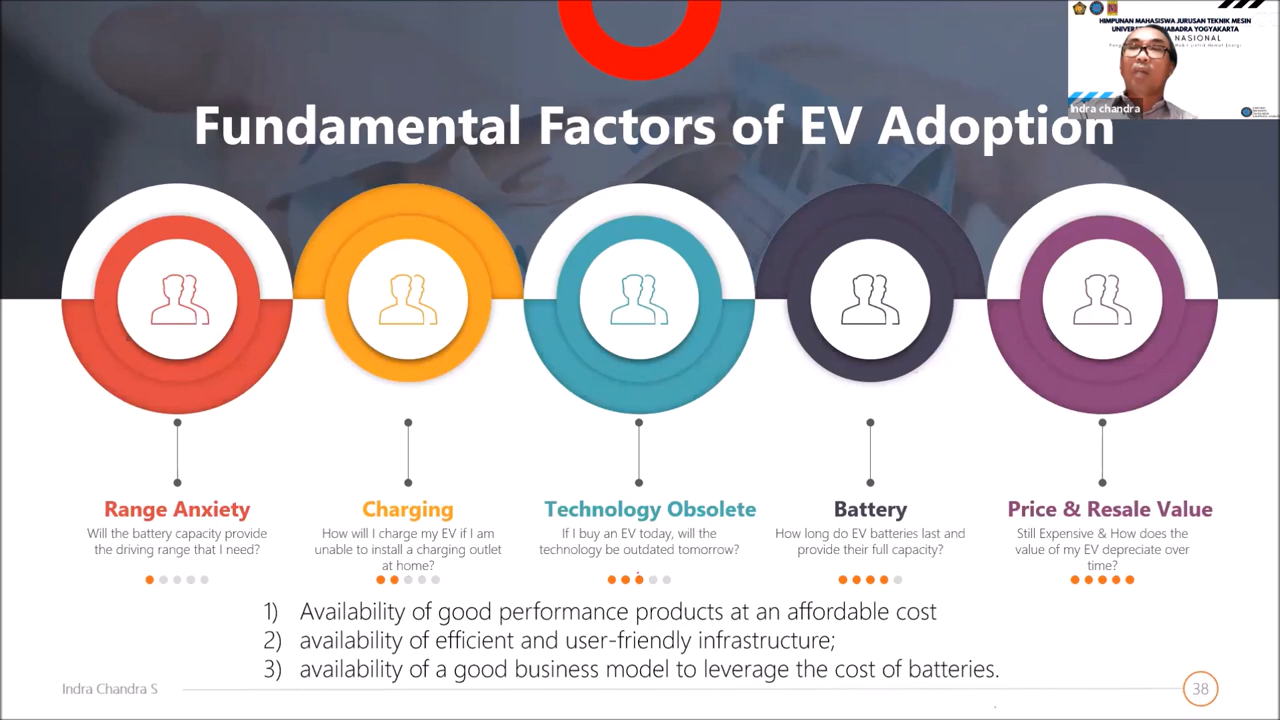 HIMPUNAN MAHASISWA JURUSAN TEKNIK MESIN
NASIONAL
Indra chandra
Fundamental Factors of EV Adoption
Range Anxiety
Will the battery capacity provide
the driving range that I need?
Charging
How will I charge my EV if I am
unable to install a charging outlet
at home?
Technology Obsolete
If I buy an EV today, will the
technology be outdated tomorrow?
Battery
How long do EV batteries last and
provide their full capacity?
Price & Resale Value
Still Expensive & How does the
value of my EV depreciate over
time?
1) Availability of good performance products at an affordable cost
2) availability of efficient and user-friendly infrastructure;
3) availability of a good business model to leverage the cost of batteries.
Indra Chandra S
38